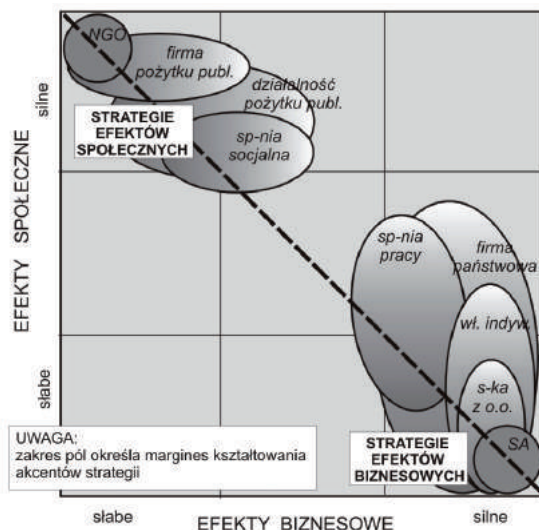 NGO
firma
pożytku publ.
działalność
pożytku publ.
STRATEGIE
EFEKTÓW
SPOŁECZNYCH
sp-nia
socjalna
sp-nia
pracy
firma
państwowa
wł. indyw.
s-ka
z o.o.
SA
STRATEGIE
EFEKTÓW
BIZNESOWYCH
UWAGA:
zakres pól określa margines kształtowania
akcentów strategii
EFEKTY SPOŁECZNE
silne
słabe
słabe
EFEKTY BIZNESOWE
silne